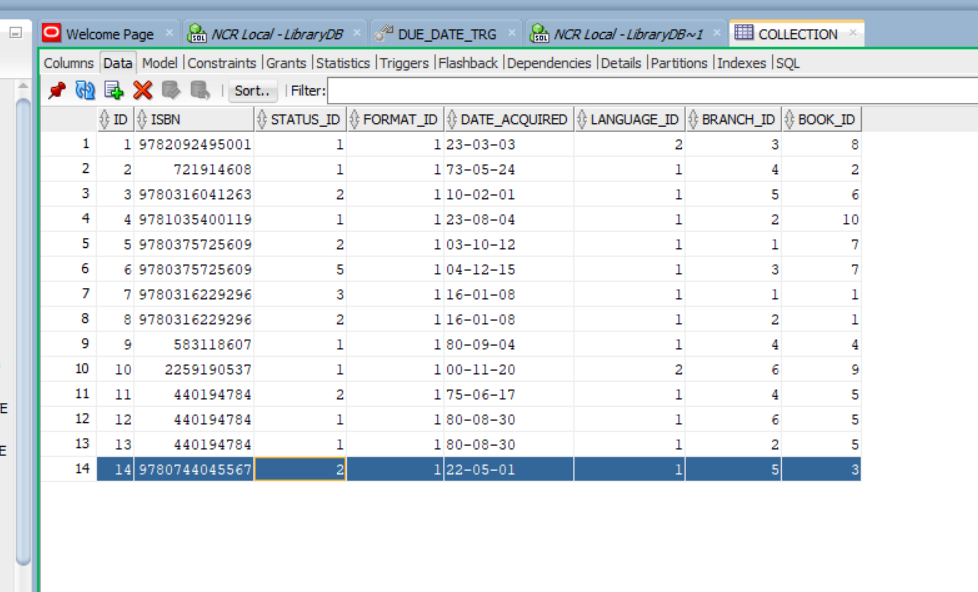 Welcome Page NCR Local - LibraryDB DUE_DATE_TRG NCR Local - LibraryDB~1 COLLECTION
Columns Data Model Constraints Grants Statistics Triggers Flashback Dependencies Details Partitions Indexes SQL
Sort.. Filter:
ID ISBN STATUS_ID FORMAT_ID DATE_ACQUIRED LANGUAGE_ID BRANCH_ID BOOK_ID
1 1 9782092495001 1 1 23-03-03 2 3 8
2 2 721914608 1 1 73-05-24 1 4 2
3 3 9780316041263 2 1 10-02-01 1 5 6
4 4 9781035400119 1 1 23-08-04 1 2 10
5 5 9780375725609 2 1 03-10-12 1 1 7
6 6 9780375725609 5 1 04-12-15 1 3 7
7 7 9780316229296 3 1 16-01-08 1 1 1
8 8 9780316229296 2 1 16-01-08 1 2 1
9 9 583118607 1 1 80-09-04 1 4 4
10 10 2259190537 1 1 00-11-20 2 6 9
11 11 440194784 2 1 75-06-17 1 4 5
12 12 440194784 1 1 80-08-30 1 6 5
13 13 440194784 1 1 80-08-30 1 2 5
14 14 9780744045567 2 1 22-05-01 1 5 3
E
E